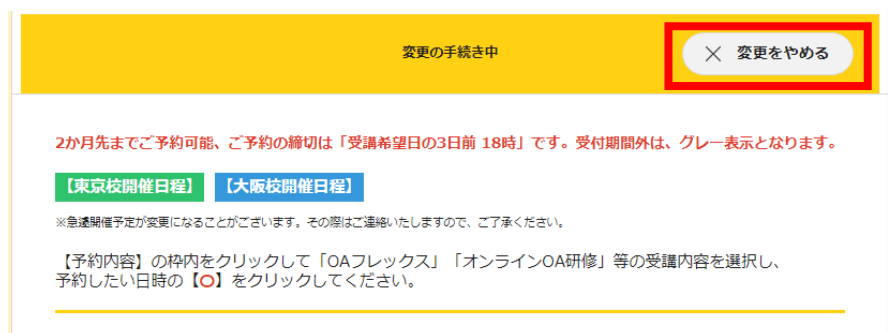 変更の手続き中
× 変更をやめる
2か月先までご予約可能、ご予約の締切は「受講希望日の3日前 18時」です。受付期間外は、グレー表示となります。
【東京校開催日程】 【大阪校開催日程】
※急遽開催予定が変更になることがございます。その際はご連絡いたしますので、ご了承ください。
【予約内容】の枠内をクリックして「OAフレックス」「オンラインOA研修」等の受講内容を選択し、
予約したい日時の【○】をクリックしてください。